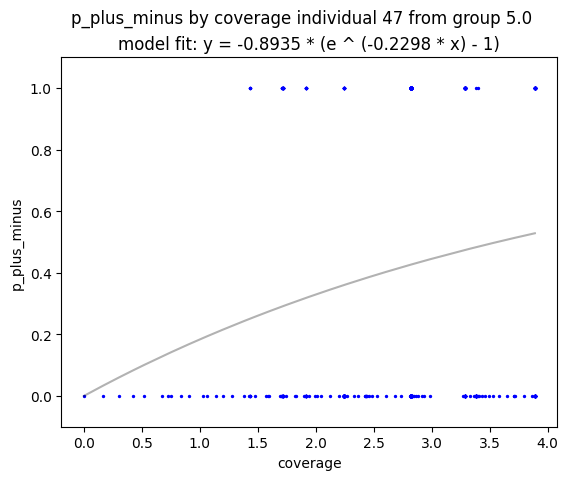 p_plus_minus by coverage individual 47 from group 5.0
model fit: y = -0.8935 * (e ^ (-0.2298 * x) - 1)
1.0
0.8
0.6
0.4
0.2
0.0
p_plus_minus
0.0 0.5 1.0 1.5 2.0 2.5 3.0 3.5 4.0
coverage